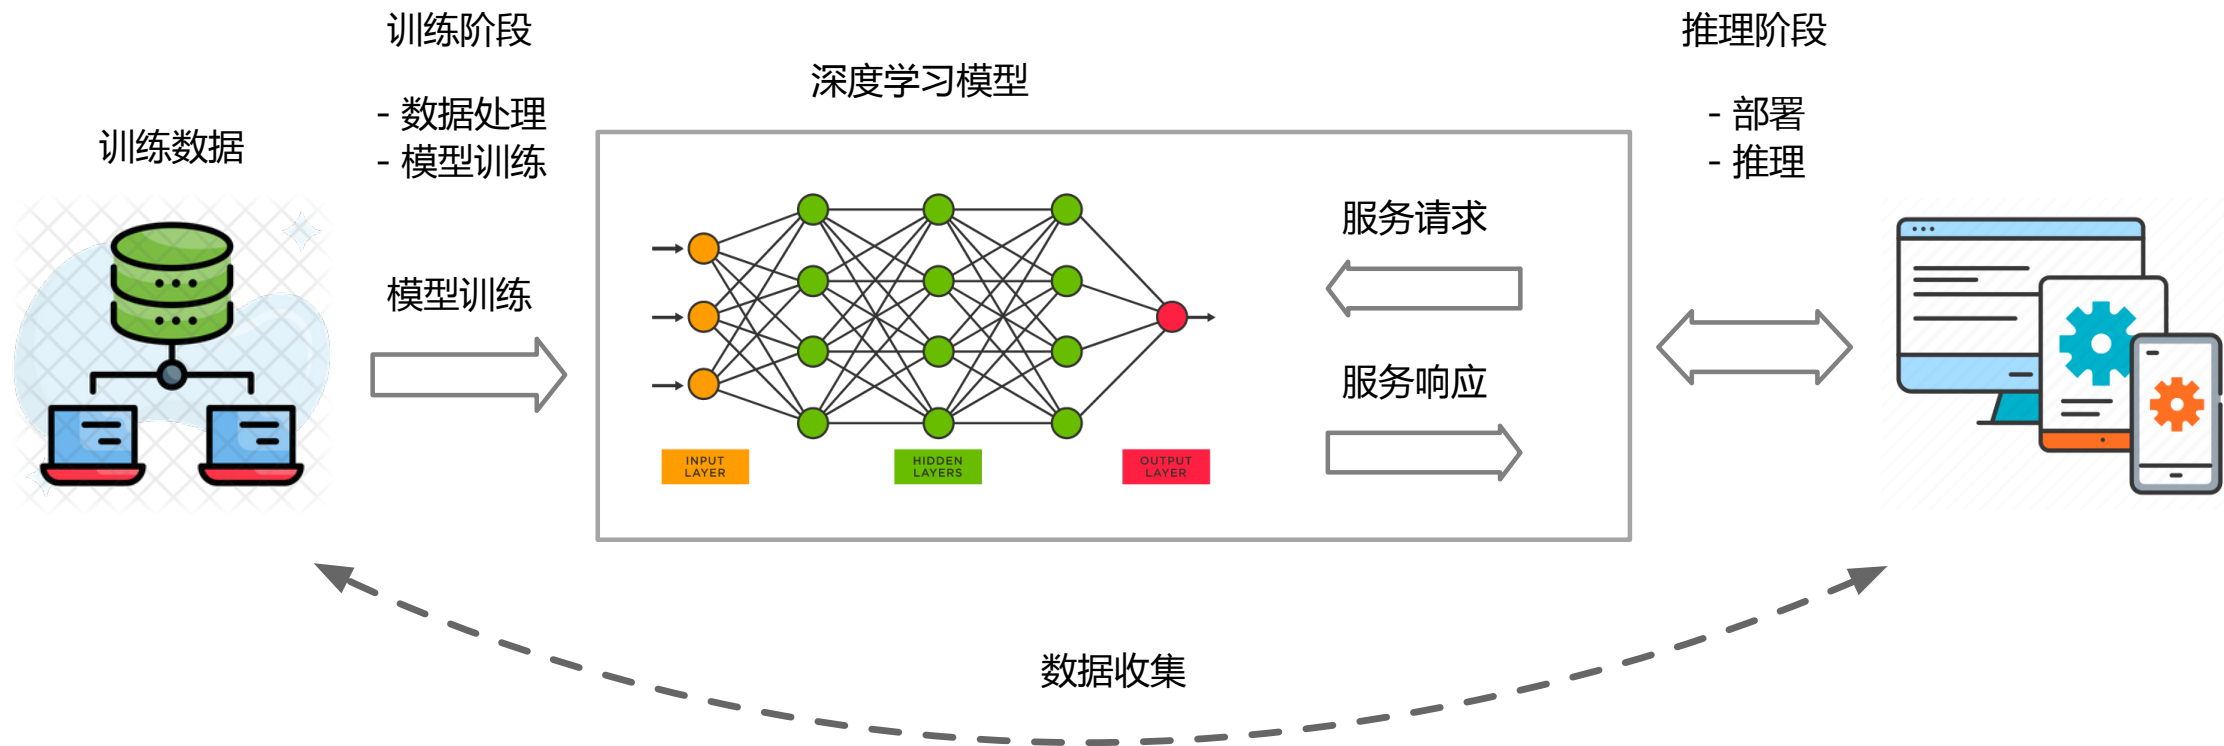 训练阶段
- 数据处理
- 模型训练
训练数据
模型训练
深度学习模型
INPUT
LAYER
HIDDEN
LAYERS
OUTPUT
LAYER
服务请求
服务响应
推理阶段
- 部署
- 推理
数据收集